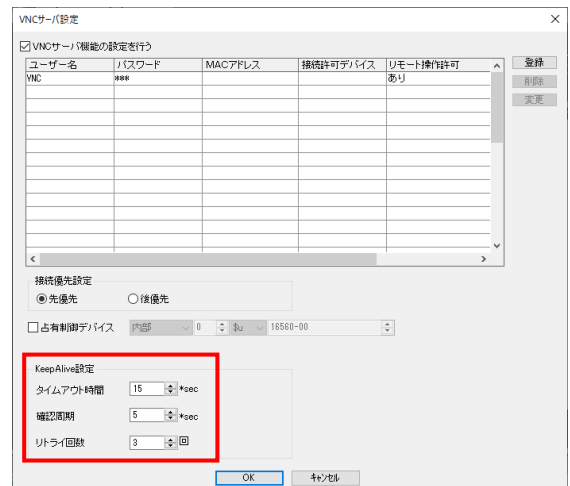 VNCサーバ設定
VNCサーバ機能の設定を行う
ユーザー名 パスワード MACアドレス 接続許可デバイス リモート操作許可
VNC *** あり
登録
削除
変更
接続優先設定
先優先 後優先
占有制御デバイス 内部 0 $u 16560-00
KeepAlive設定
タイムアウト時間 15 *sec
確認周期 5 *sec
リトライ回数 3 回
OK キャンセル